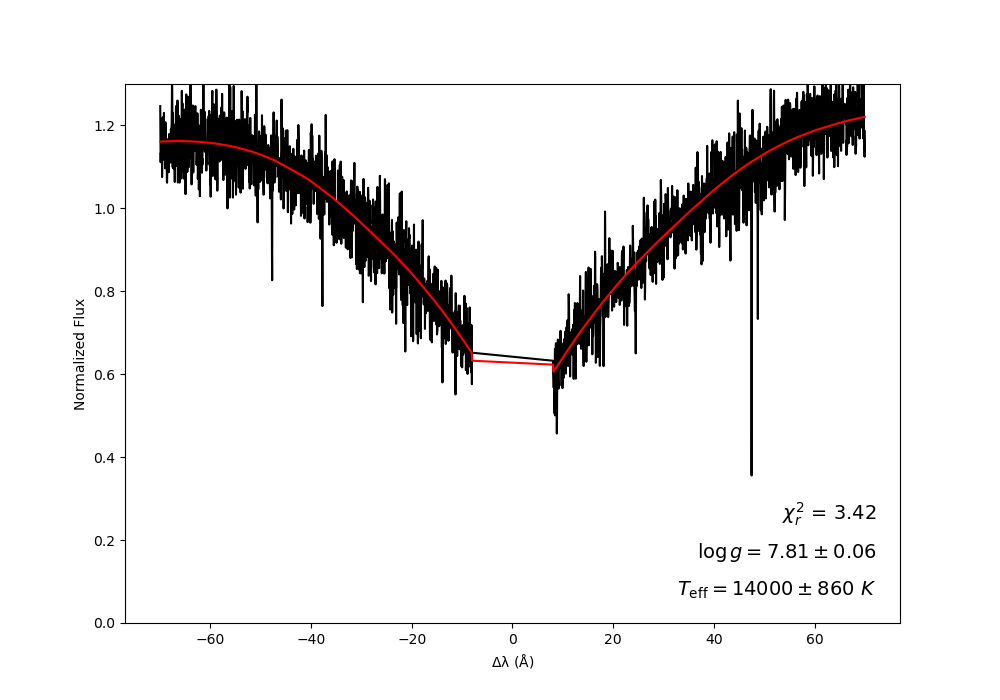 1.2
1.0
0.8
0.6
0.4
0.2
0.0
Normalized Flux
χ²ᵣ = 3.42
log g = 7.81 ± 0.06
T_eff = 14000 ± 860 K
−60 −40 −20 0 20 40 60
Δλ (Å)